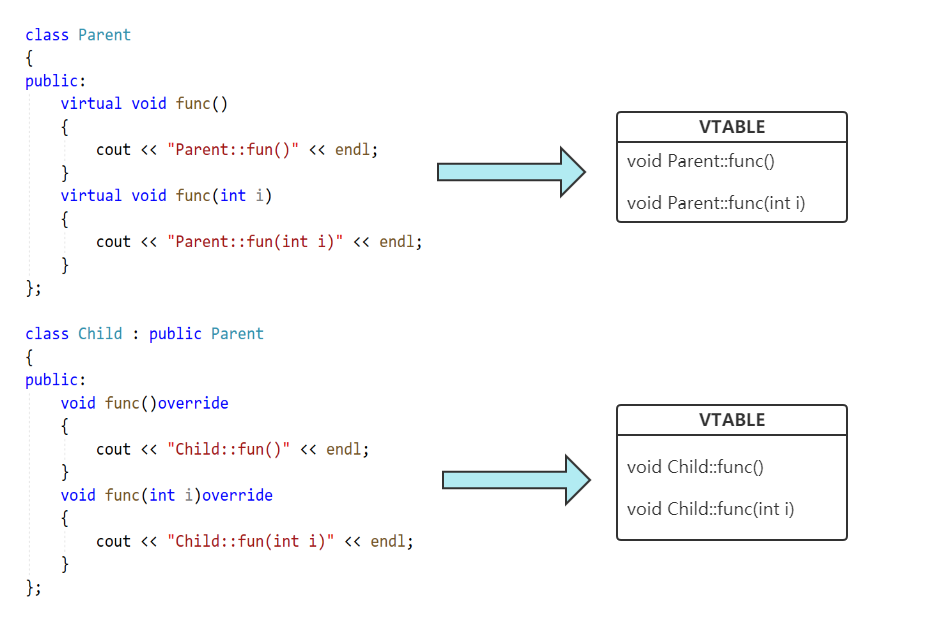 class Parent
{
public:
    virtual void func()
    {
        cout << "Parent::fun()" << endl;
    }
    virtual void func(int i)
    {
        cout << "Parent::fun(int i)" << endl;
    }
};
VTABLE
void Parent::func()
void Parent::func(int i)
class Child : public Parent
{
public:
    void func()override
    {
        cout << "Child::fun()" << endl;
    }
    void func(int i)override
    {
        cout << "Child::fun(int i)" << endl;
    }
};
VTABLE
void Child::func()
void Child::func(int i)